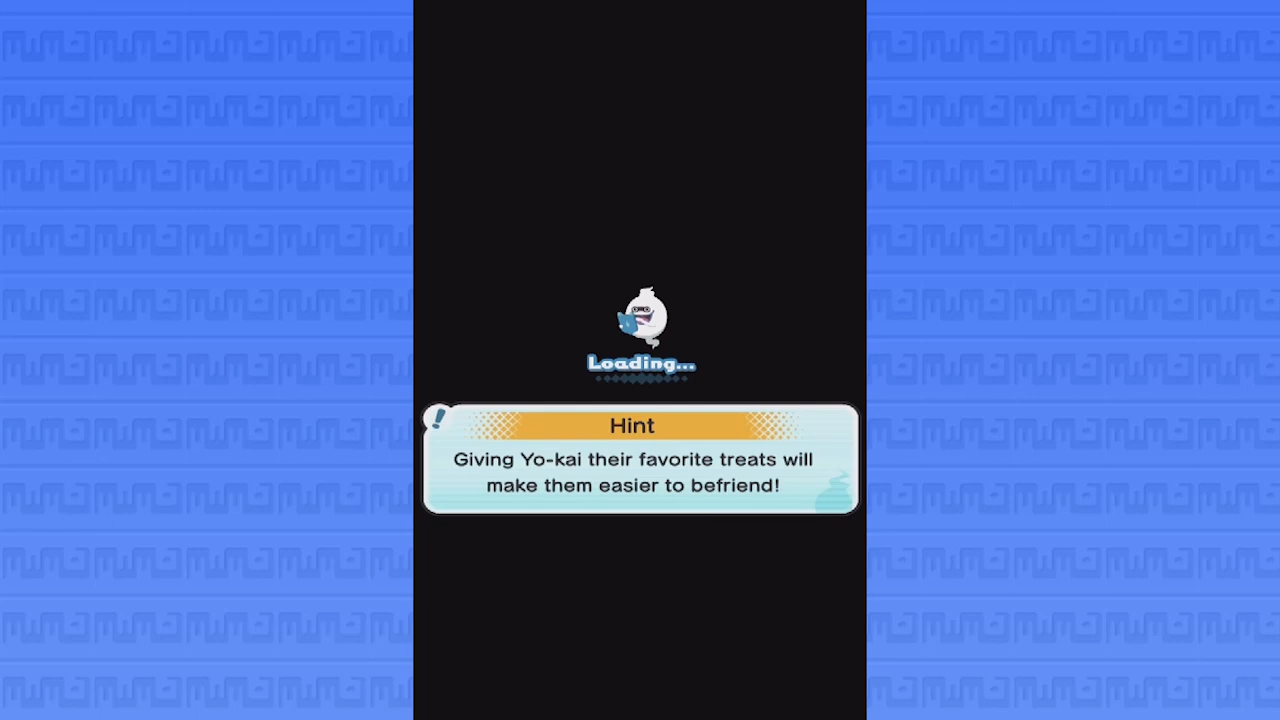 Loading...
Hint
Giving Yo-kai their favorite treats will
make them easier to befriend!